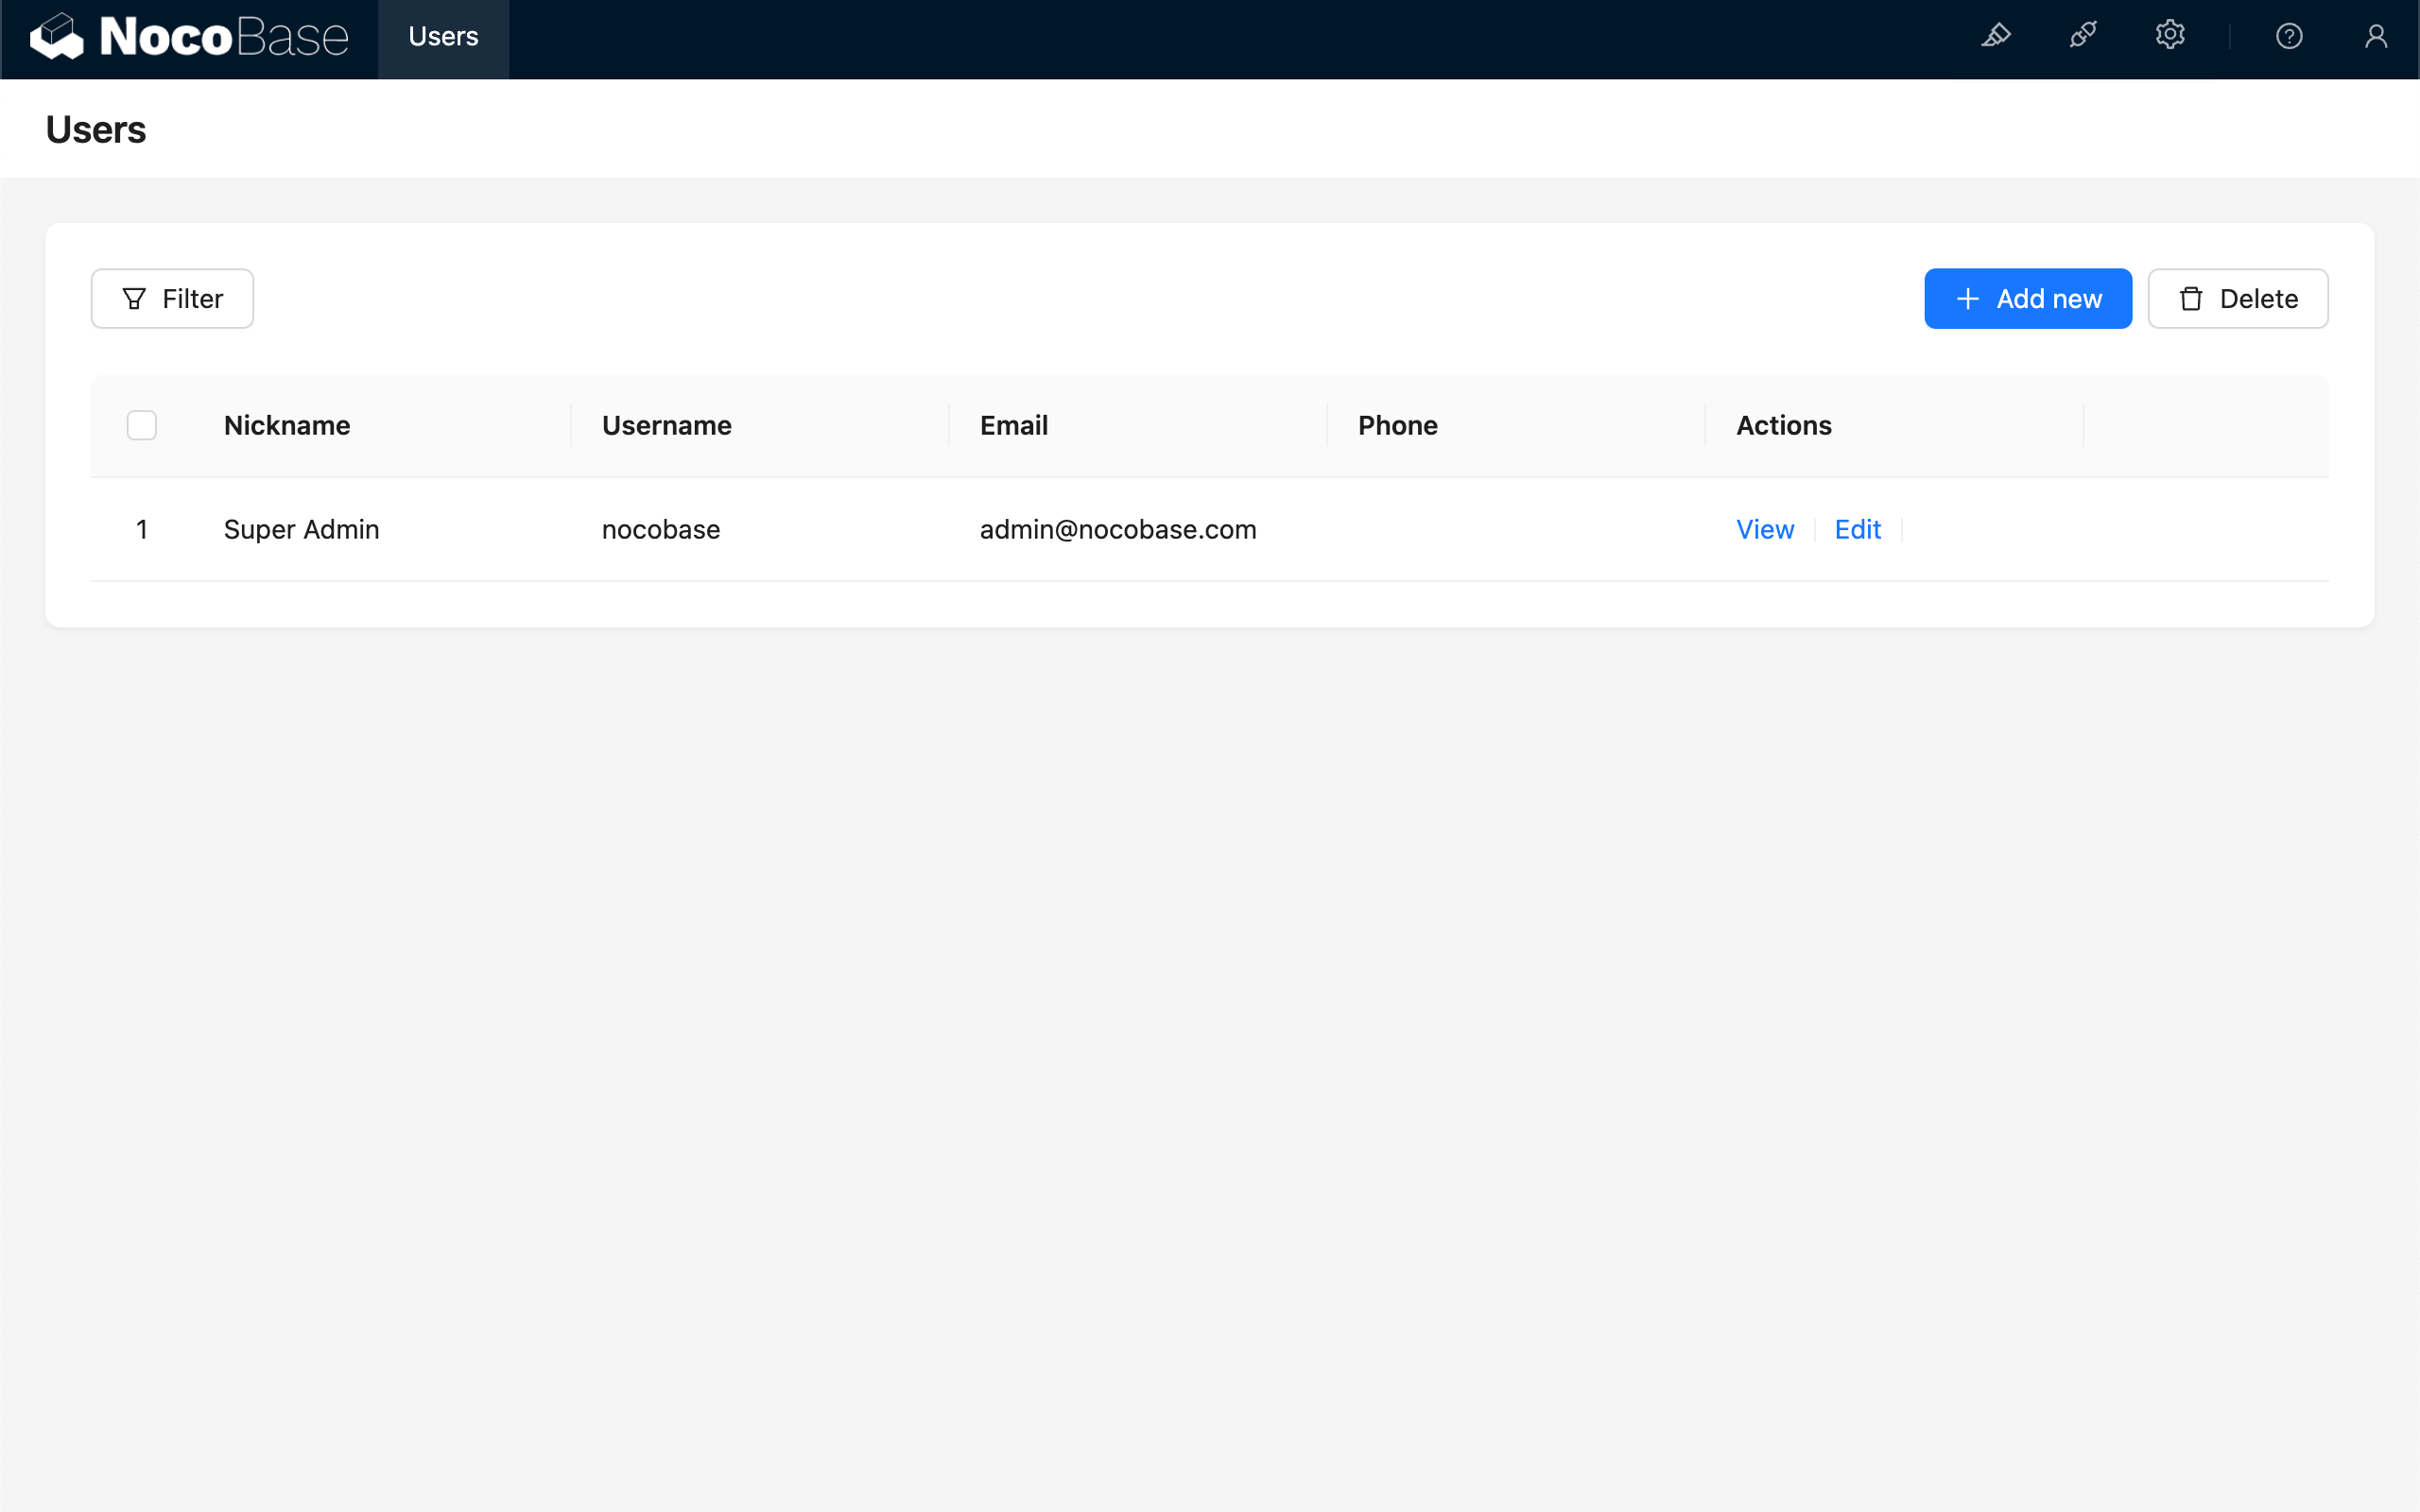 NocoBase Users
Users
Filter Add new Delete
Nickname Username Email Phone Actions
1 Super Admin nocobase admin@nocobase.com View Edit